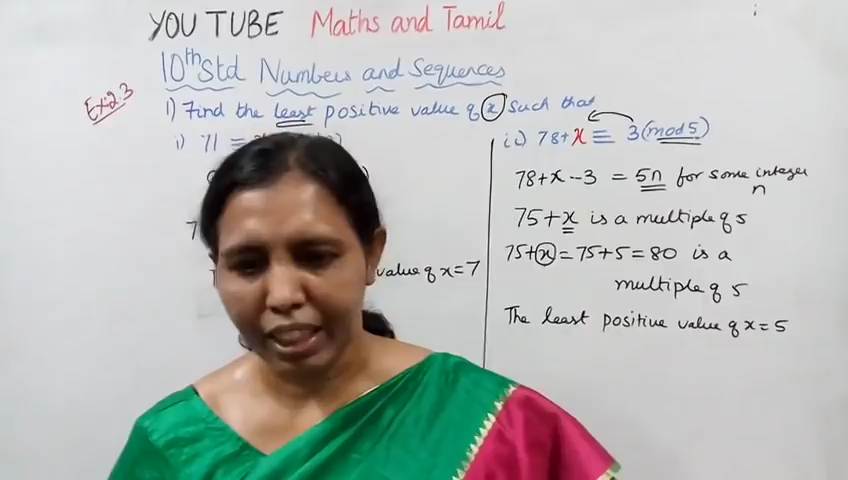 YOU TUBE Maths and Tamil
10th Std Numbers and Sequences
Ex:2.3
1) Find the least positive value of x such that
i) 71 ≡
value of x = 7
ii) 78+x ≡ 3(mod 5)
78+x-3 = 5n for some integer
n
75+x is a multiple of 5
75+x = 75+5 = 80 is a
multiple of 5
The least positive value of x = 5